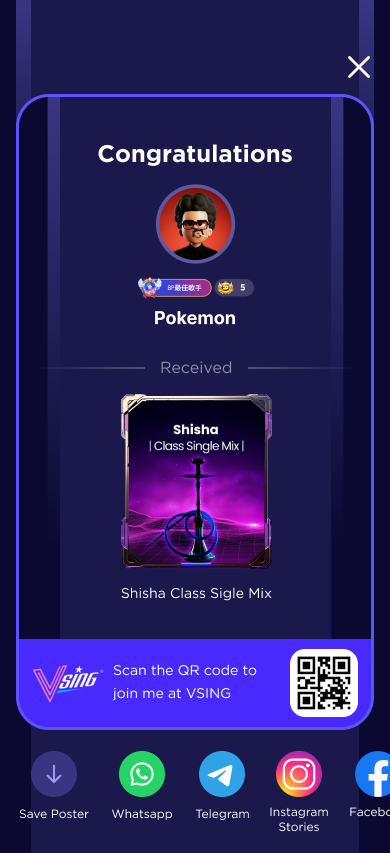 Congratulations
BP最佳歌手
5
Pokemon
Received
Shisha
| Class Single Mix |
Shisha Class Sigle Mix
VSING
Scan the QR code to
join me at VSING
Save Poster
Whatsapp
Telegram
Instagram
Stories
Facebo